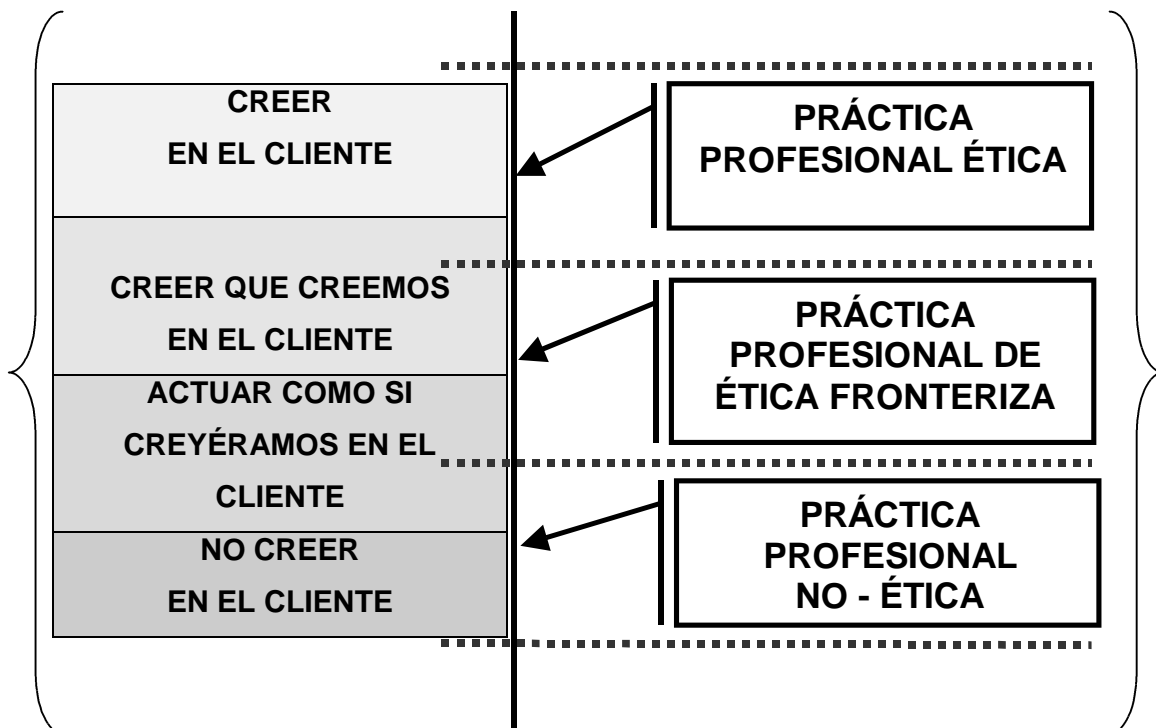 CREER
EN EL CLIENTE
CREER QUE CREEMOS
EN EL CLIENTE
ACTUAR COMO SI
CREYÉRAMOS EN EL
CLIENTE
NO CREER
EN EL CLIENTE
PRÁCTICA
PROFESIONAL ÉTICA
PRÁCTICA
PROFESIONAL DE
ÉTICA FRONTERIZA
PRÁCTICA
PROFESIONAL
NO - ÉTICA